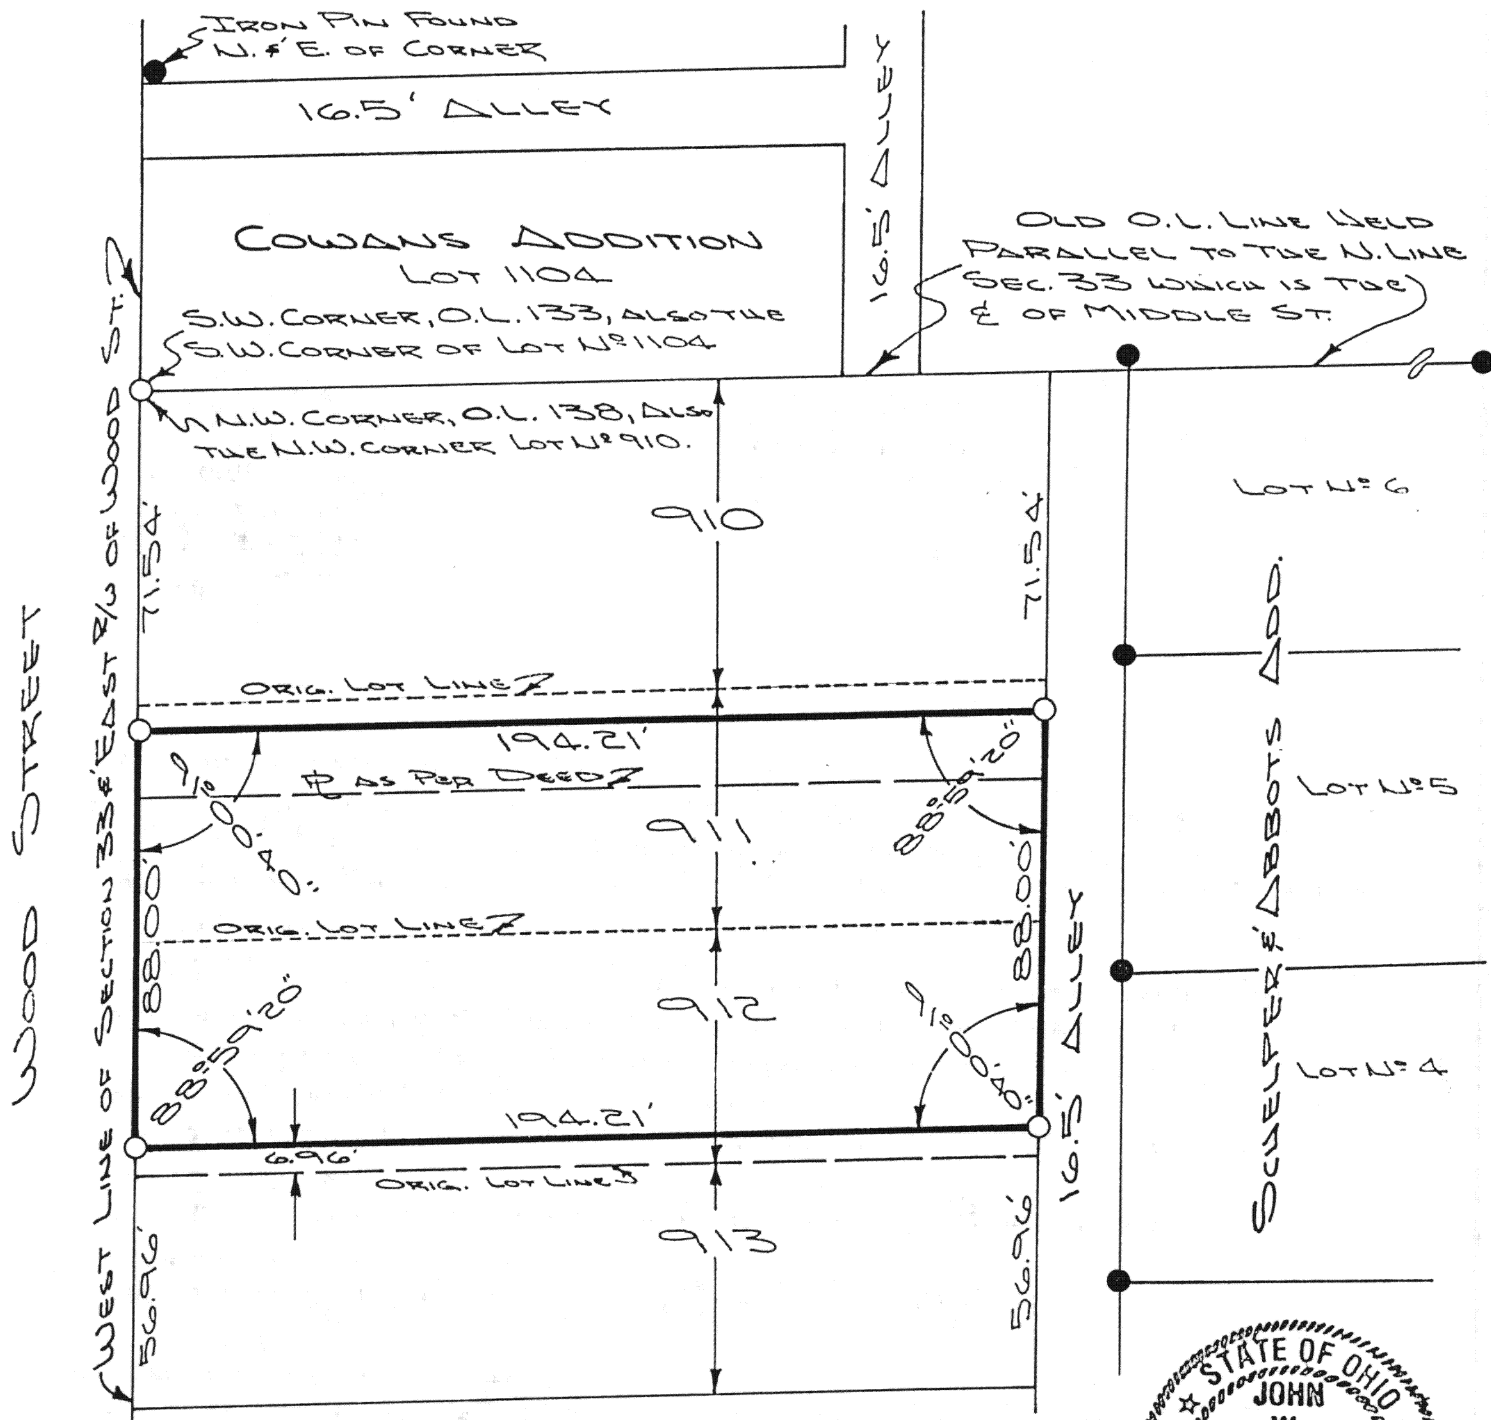 IRON PIN FOUND
N. & E. OF CORNER
16.5' ALLEY
16.5' ALLEY
COWANS ADDITION
LOT 1104
S.W. CORNER, O.L. 133, ALSO THE
S.W. CORNER OF LOT Nº 1104
OLD O.L. LINE HELD
PARALLEL TO THE N. LINE
SEC. 33 WHICH IS THE
℄ OF MIDDLE ST.
N.W. CORNER, O.L. 138, ALSO
THE N.W. CORNER LOT Nº 910.
WOOD STREET
WEST LINE OF SECTION 33 & EAST R/W OF WOOD ST.
71.54'
910
71.54'
LOT Nº 6
ORIG. LOT LINE
194.21'
91°00'40"
88°59'20"
℄ AS PER DEED
911
LOT Nº 5
SCHELPER & ABBOTS ADD.
88.00'
88.00'
ORIG. LOT LINE
912
88°59'20"
91°00'40"
16.5' ALLEY
LOT Nº 4
194.21'
6.96'
ORIG. LOT LINE
913
56.96'
56.96'
STATE OF OHIO
JOHN
W.